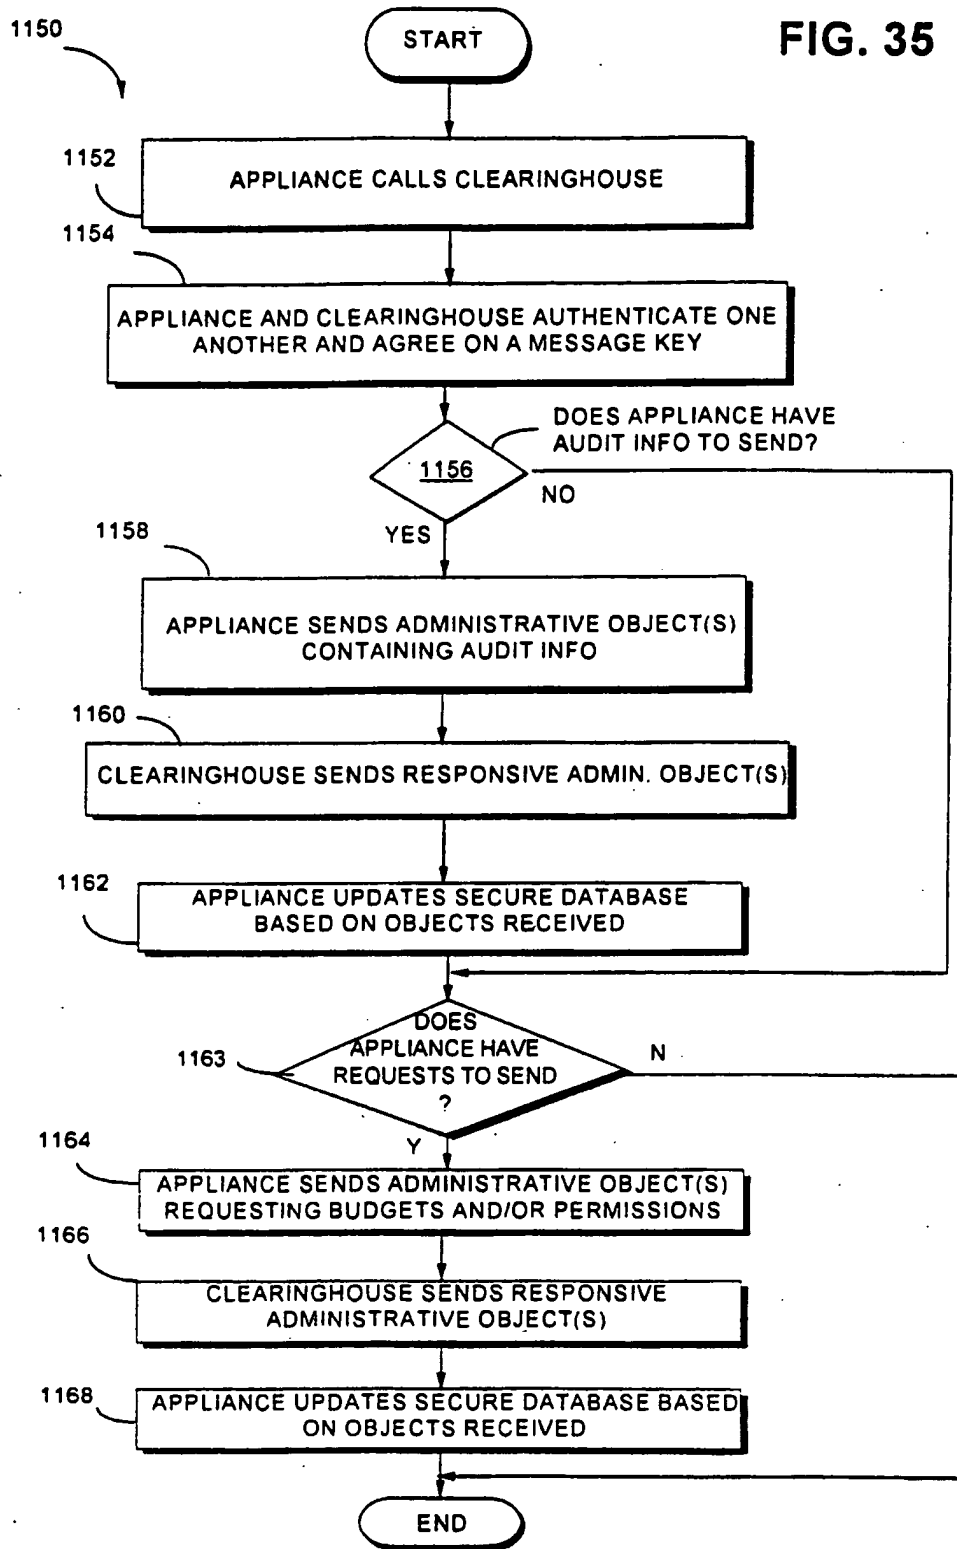 1150
START
FIG. 35
1152
APPLIANCE CALLS CLEARINGHOUSE
1154
APPLIANCE AND CLEARINGHOUSE AUTHENTICATE ONE
ANOTHER AND AGREE ON A MESSAGE KEY
DOES APPLIANCE HAVE
AUDIT INFO TO SEND?
1156
NO
YES
1158
APPLIANCE SENDS ADMINISTRATIVE OBJECT(S)
CONTAINING AUDIT INFO
1160
CLEARINGHOUSE SENDS RESPONSIVE ADMIN. OBJECT(S)
1162
APPLIANCE UPDATES SECURE DATABASE
BASED ON OBJECTS RECEIVED
1163
DOES
APPLIANCE HAVE
REQUESTS TO SEND
?
N
Y
1164
APPLIANCE SENDS ADMINISTRATIVE OBJECT(S)
REQUESTING BUDGETS AND/OR PERMISSIONS
1166
CLEARINGHOUSE SENDS RESPONSIVE
ADMINISTRATIVE OBJECT(S)
1168
APPLIANCE UPDATES SECURE DATABASE BASED
ON OBJECTS RECEIVED
END